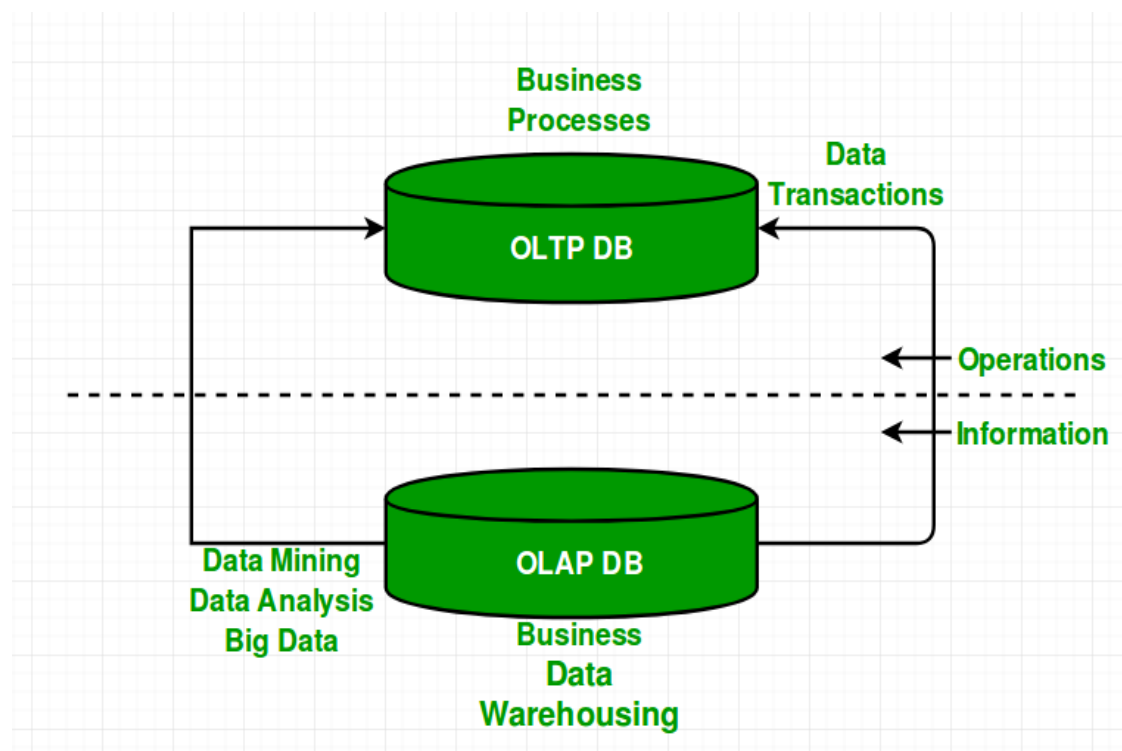 Business
Processes
Data
Transactions
OLTP DB
Operations
Information
OLAP DB
Data Mining
Data Analysis
Big Data
Business
Data
Warehousing